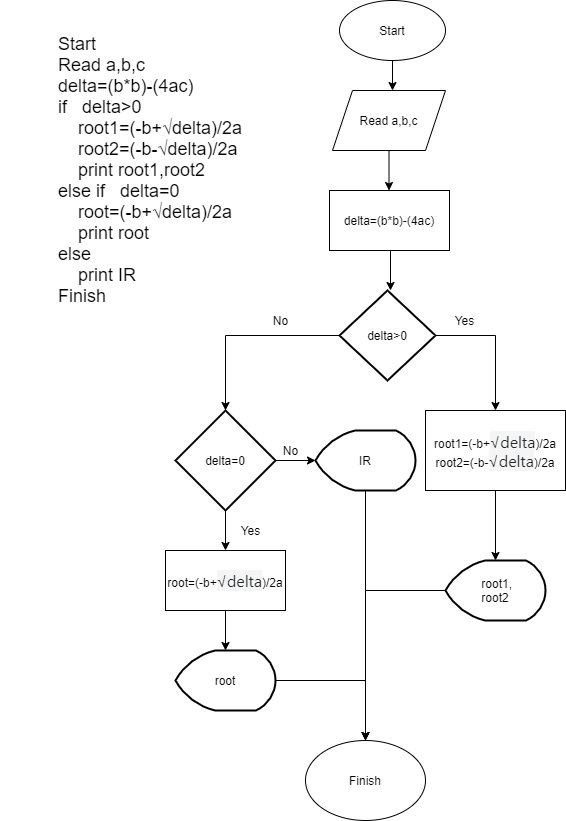 Start
Read a,b,c
delta=(b*b)-(4ac)
if   delta>0
root1=(-b+√delta)/2a
root2=(-b-√delta)/2a
print root1,root2
else if   delta=0
root=(-b+√delta)/2a
print root
else
print IR
Finish
Start
Read a,b,c
delta=(b*b)-(4ac)
delta>0
No
Yes
delta=0
No
IR
root1=(-b+√delta)/2a
root2=(-b-√delta)/2a
Yes
root=(-b+√delta)/2a
root1,
root2
root
Finish